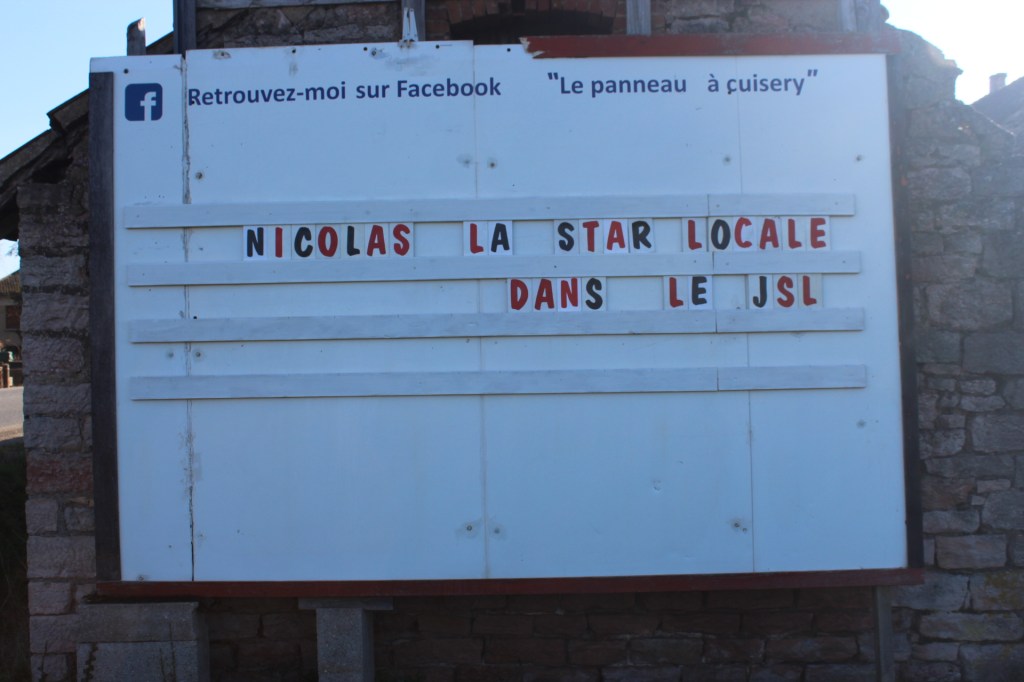 Retrouvez-moi sur Facebook "Le panneau à cuisery"
NICOLAS LA STAR LOCALE
DANS LE JSL